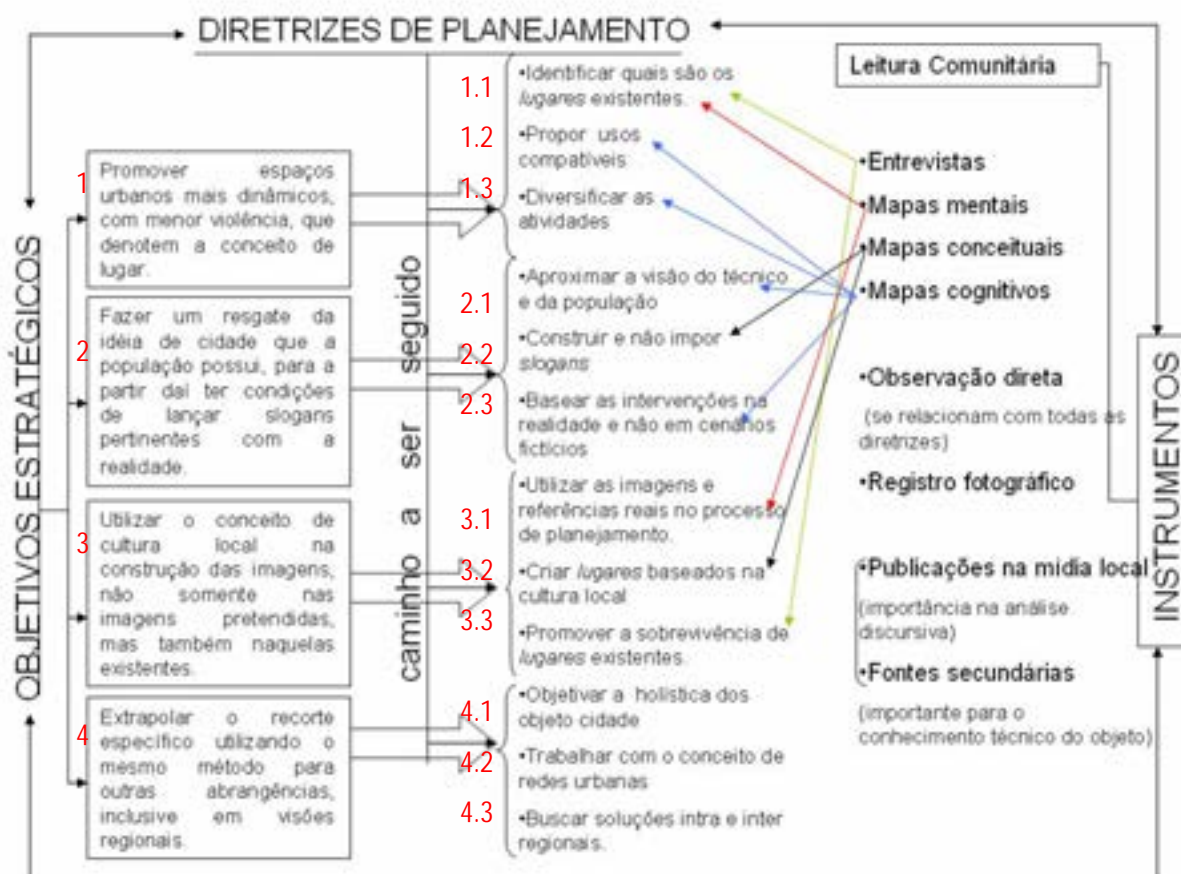 DIRETRIZES DE PLANEJAMENTO
OBJETIVOS ESTRATÉGICOS
1
Promover espaços
urbanos mais dinâmicos,
com menor violência, que
denotem a conceito de
lugar.
2
Fazer um resgate da
idéia de cidade que a
população possui, para a
partir daí ter condições
de lançar slogans
pertinentes com a
realidade.
3
Utilizar o conceito de
cultura local na
construção das imagens,
não somente nas
imagens pretendidas,
mas também naquelas
existentes.
4
Extrapolar o recorte
específico utilizando o
mesmo método para
outras abrangências,
inclusive em visões
regionais.
caminho a ser seguido
1.1
•Identificar quais são os
lugares existentes.
1.2
•Propor usos
compatíveis
1.3
•Diversificar as
atividades
2.1
•Aproximar a visão do técnico
e da população
2.2
•Construir e não impor
slogans
2.3
•Basear as intervenções na
realidade e não em cenários
fictícios
3.1
•Utilizar as imagens e
referências reais no processo
de planejamento.
3.2
•Criar lugares baseados na
cultura local
3.3
•Promover a sobrevivência de
lugares existentes.
4.1
•Objetivar a holística dos
objeto cidade
4.2
•Trabalhar com o conceito de
redes urbanas
4.3
•Buscar soluções intra e inter
regionais.
Leitura Comunitária
•Entrevistas
•Mapas mentais
•Mapas conceituais
•Mapas cognitivos
•Observação direta
(se relacionam com todas as
diretrizes)
•Registro fotográfico
•Publicações na mídia local
(importância na análise
discursiva)
•Fontes secundárias
(importante para o
conhecimento técnico do objeto)
INSTRUMENTOS